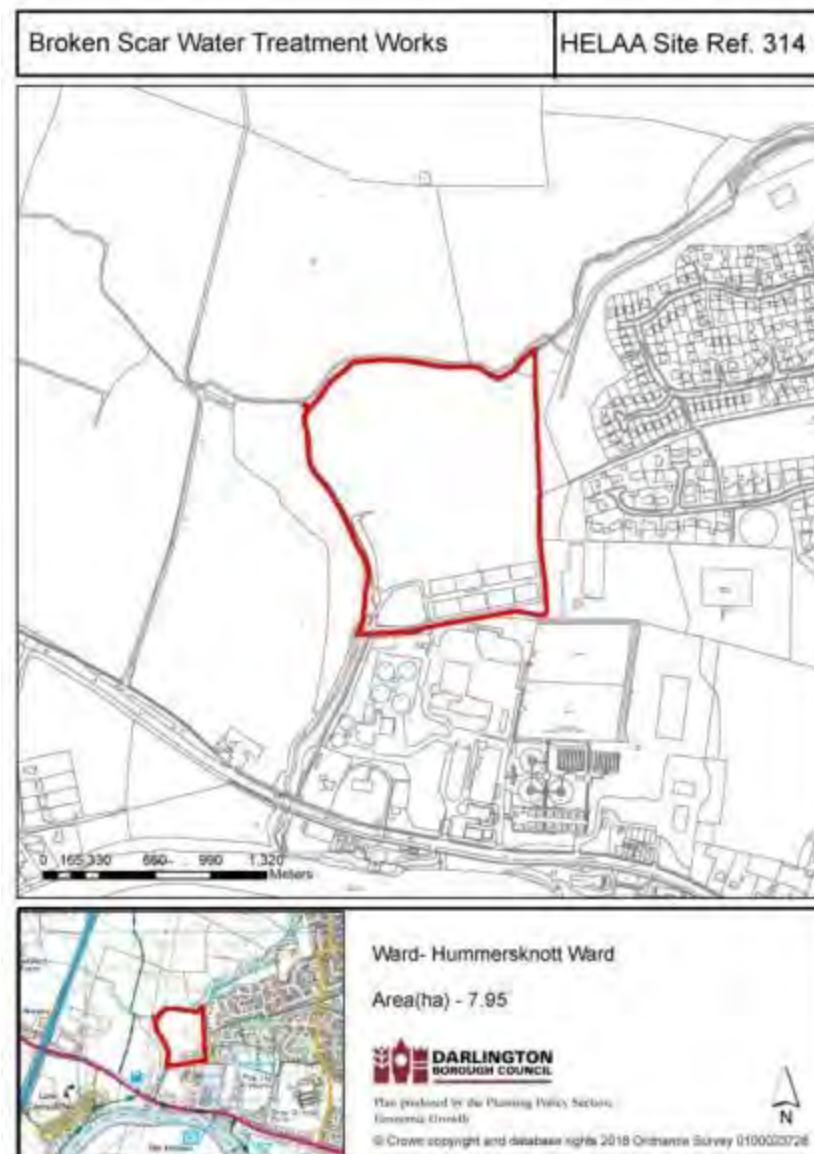 Broken Scar Water Treatment Works
HELAA Site Ref. 314
0 165 330 660 990 1,320
Meters
Ward- Hummersknott Ward
Area(ha) - 7.95
DARLINGTON
BOROUGH COUNCIL
Plan produced by the Planning Policy Section,
Economic Growth
N
© Crown copyright and database rights 2018 Ordnance Survey 0100023728